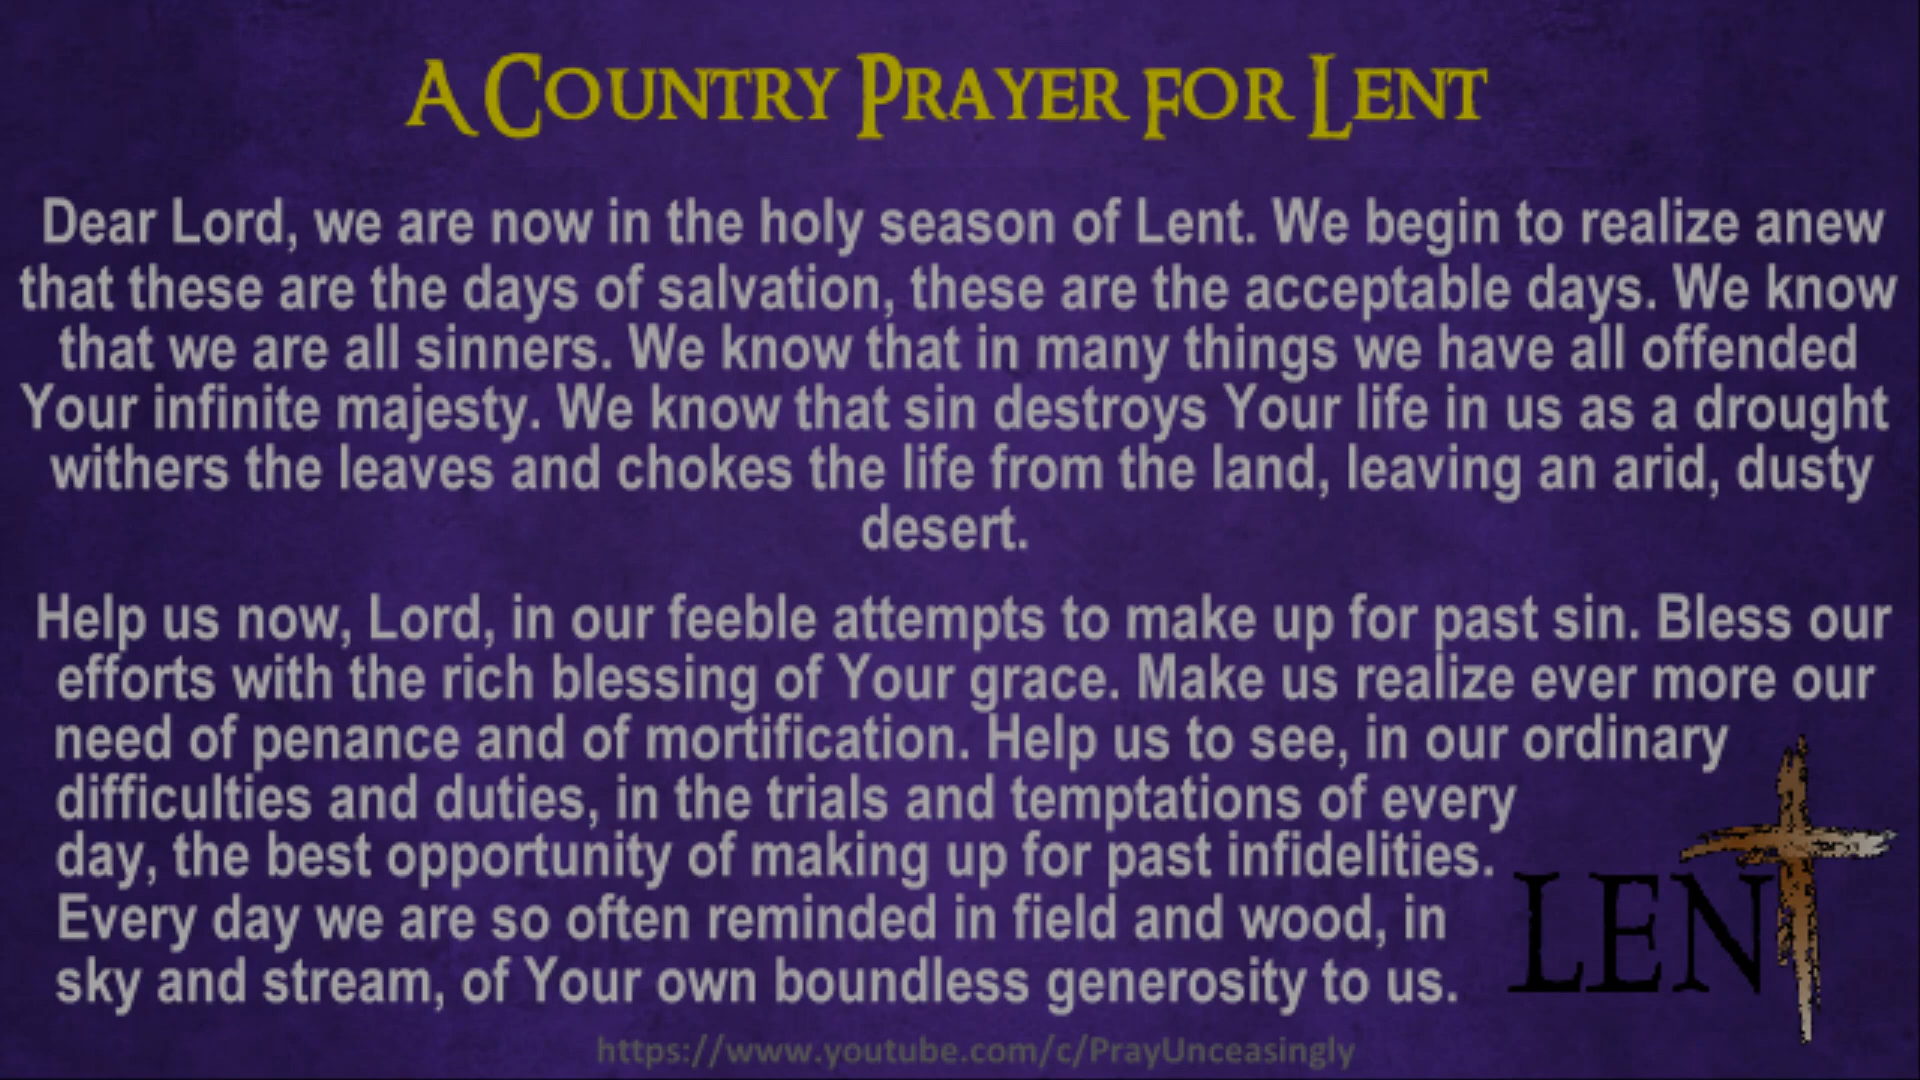 A Country Prayer for Lent
Dear Lord, we are now in the holy season of Lent. We begin to realize anew
that these are the days of salvation, these are the acceptable days. We know
that we are all sinners. We know that in many things we have all offended
Your infinite majesty. We know that sin destroys Your life in us as a drought
withers the leaves and chokes the life from the land, leaving an arid, dusty
desert.
Help us now, Lord, in our feeble attempts to make up for past sin. Bless our
efforts with the rich blessing of Your grace. Make us realize ever more our
need of penance and of mortification. Help us to see, in our ordinary
difficulties and duties, in the trials and temptations of every
day, the best opportunity of making up for past infidelities.
Every day we are so often reminded in field and wood, in
sky and stream, of Your own boundless generosity to us.
LENT
https://www.youtube.com/c/PrayUnceasingly